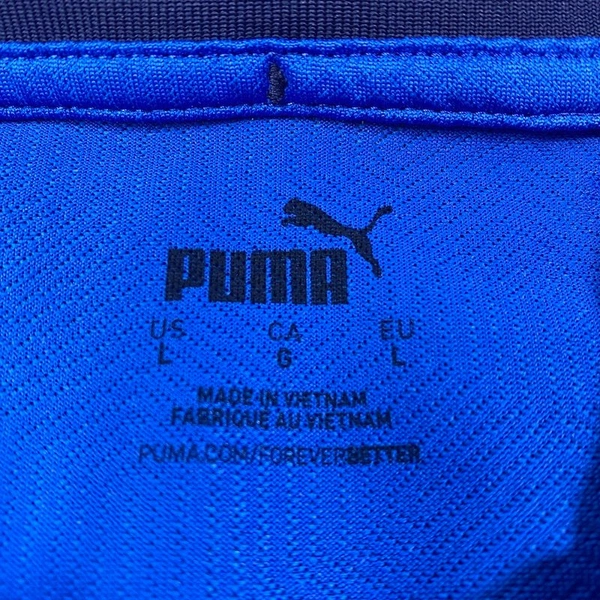 PUMA
US CA EU
L G L
MADE IN VIETNAM
FABRIQUE AU VIETNAM
PUMA.COM/FOREVERBETTER